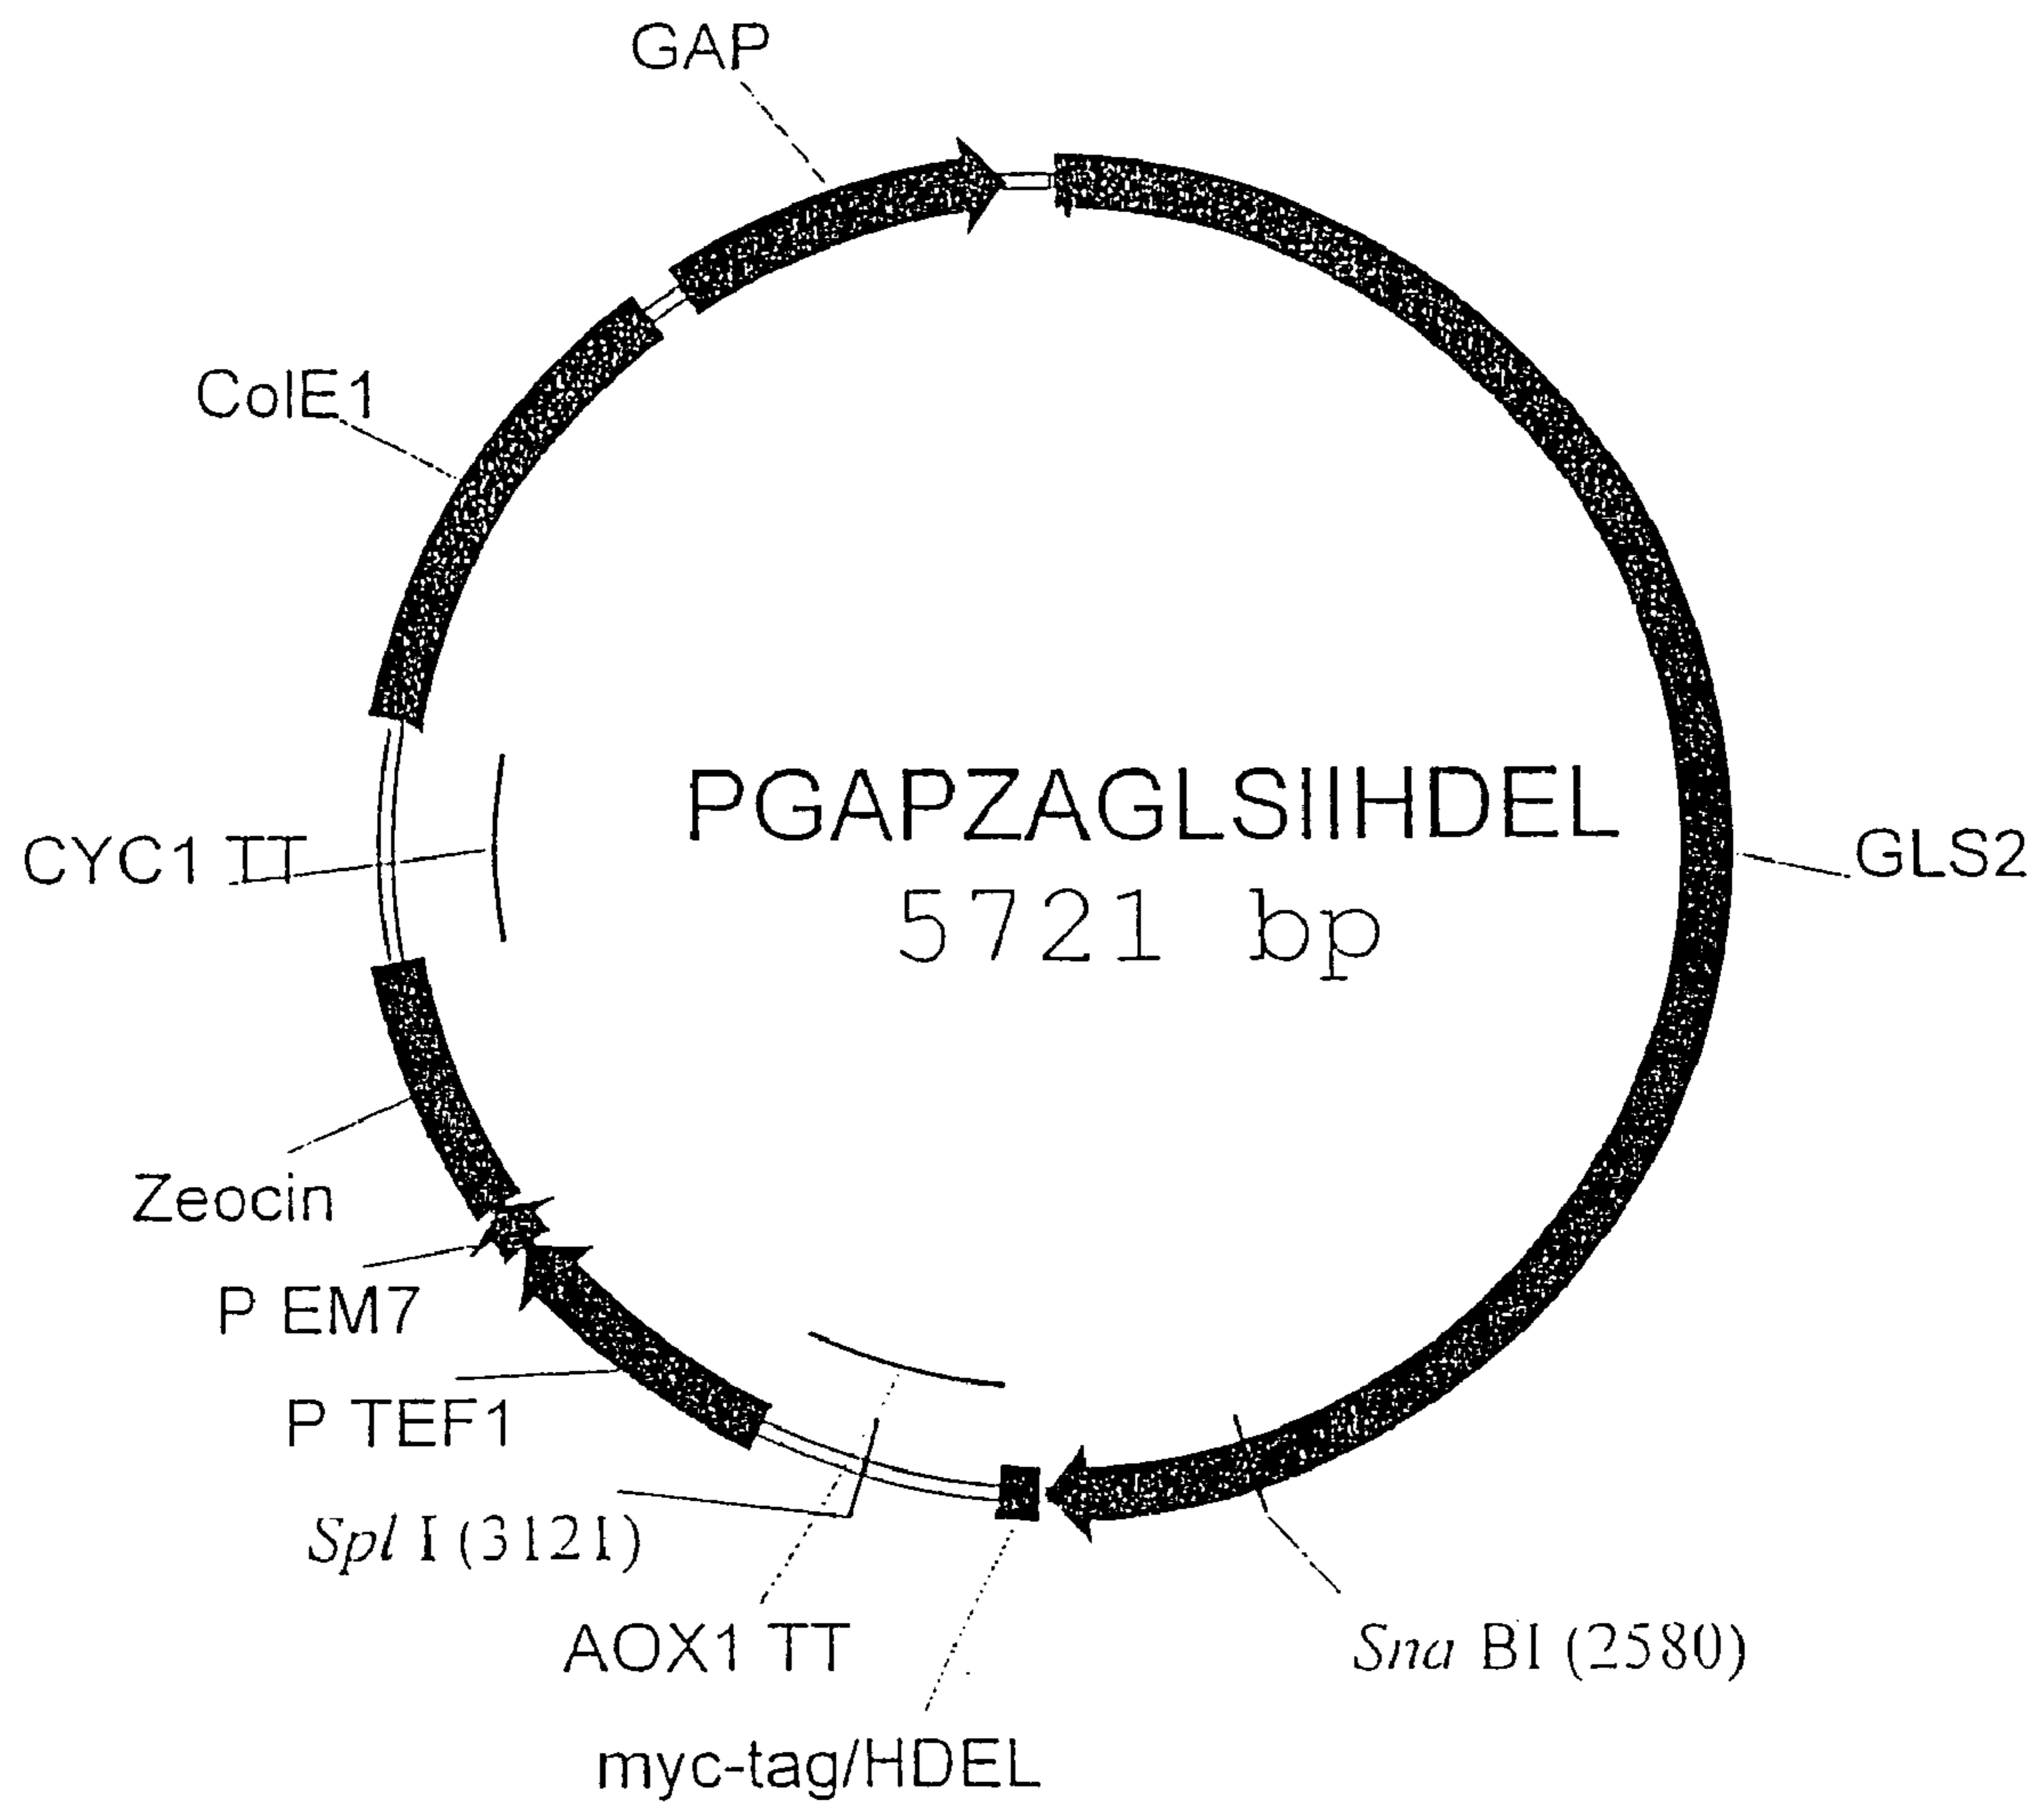 GAP
ColE1
PGAPZAGLSIIHDEL
5721 bp
CYC1 TT
GLS2
Zeocin
P EM7
P TEF1
Spl I (3121)
AOX1 TT
Sna BI (2580)
myc-tag/HDEL